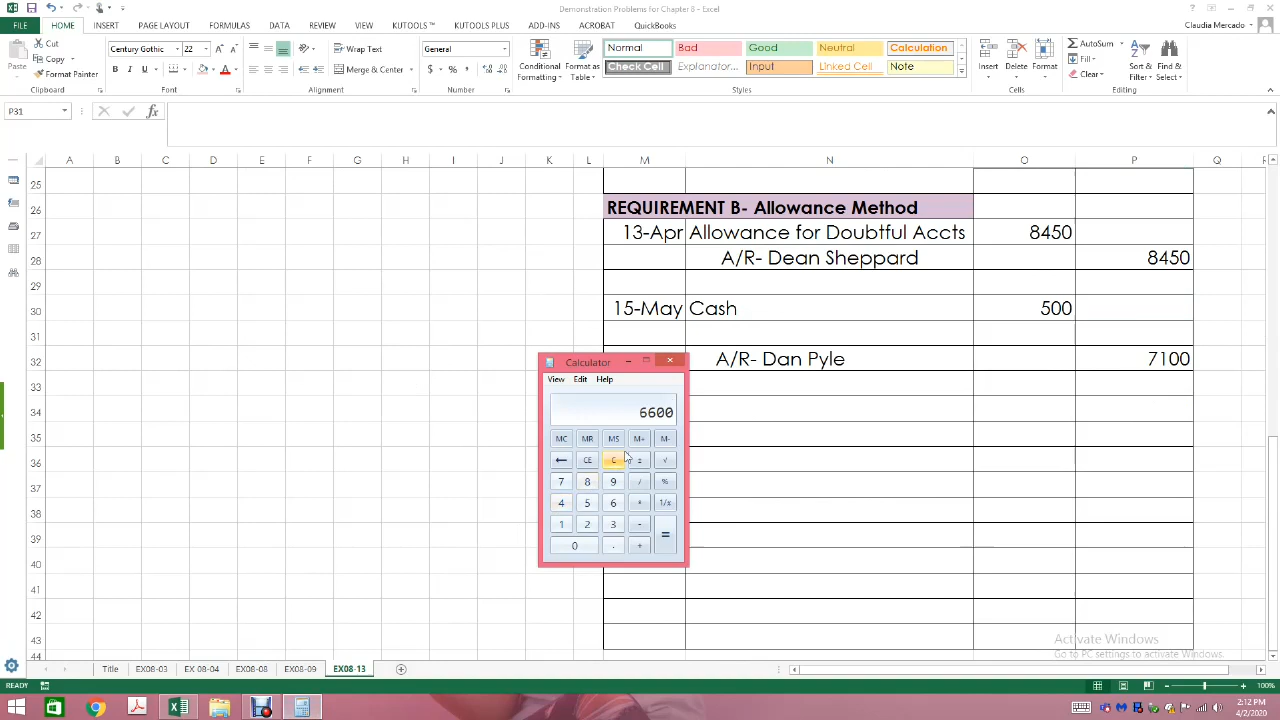 Demonstration Problems for Chapter 8 - Excel
FILE HOME INSERT PAGE LAYOUT FORMULAS DATA REVIEW VIEW KUTOOLS ™ KUTOOLS PLUS ADD-INS ACROBAT QuickBooks Claudia Mercado
Cut
Copy
Format Painter
Paste
Clipboard
Century Gothic 22
Font
Wrap Text
Merge & Center
Alignment
General
Number
Conditional Formatting
Format as Table
Normal Bad Good Neutral Calculation
Check Cell Explanatory... Input Linked Cell Note
Styles
Insert Delete Format
Cells
AutoSum
Fill
Clear
Sort & Filter
Find & Select
Editing
P31
A B C D E F G H I J K L M N O P Q R
25
26 REQUIREMENT B- Allowance Method
27 13-Apr Allowance for Doubtful Accts 8450
28 A/R- Dean Sheppard 8450
29
30 15-May Cash 500
31
32 A/R- Dan Pyle 7100
33
34
35
36
37
38
39
40
41
42
43
44
Calculator
View Edit Help
6600
MC MR MS M+ M-
← CE C ± √
7 8 9 / %
4 5 6 * 1/x
1 2 3 - =
0 . +
Activate Windows
Go to PC settings to activate Windows.
Title EX08-03 EX 08-04 EX08-08 EX08-09 EX08-13
READY 100%
2:12 PM
4/2/2020